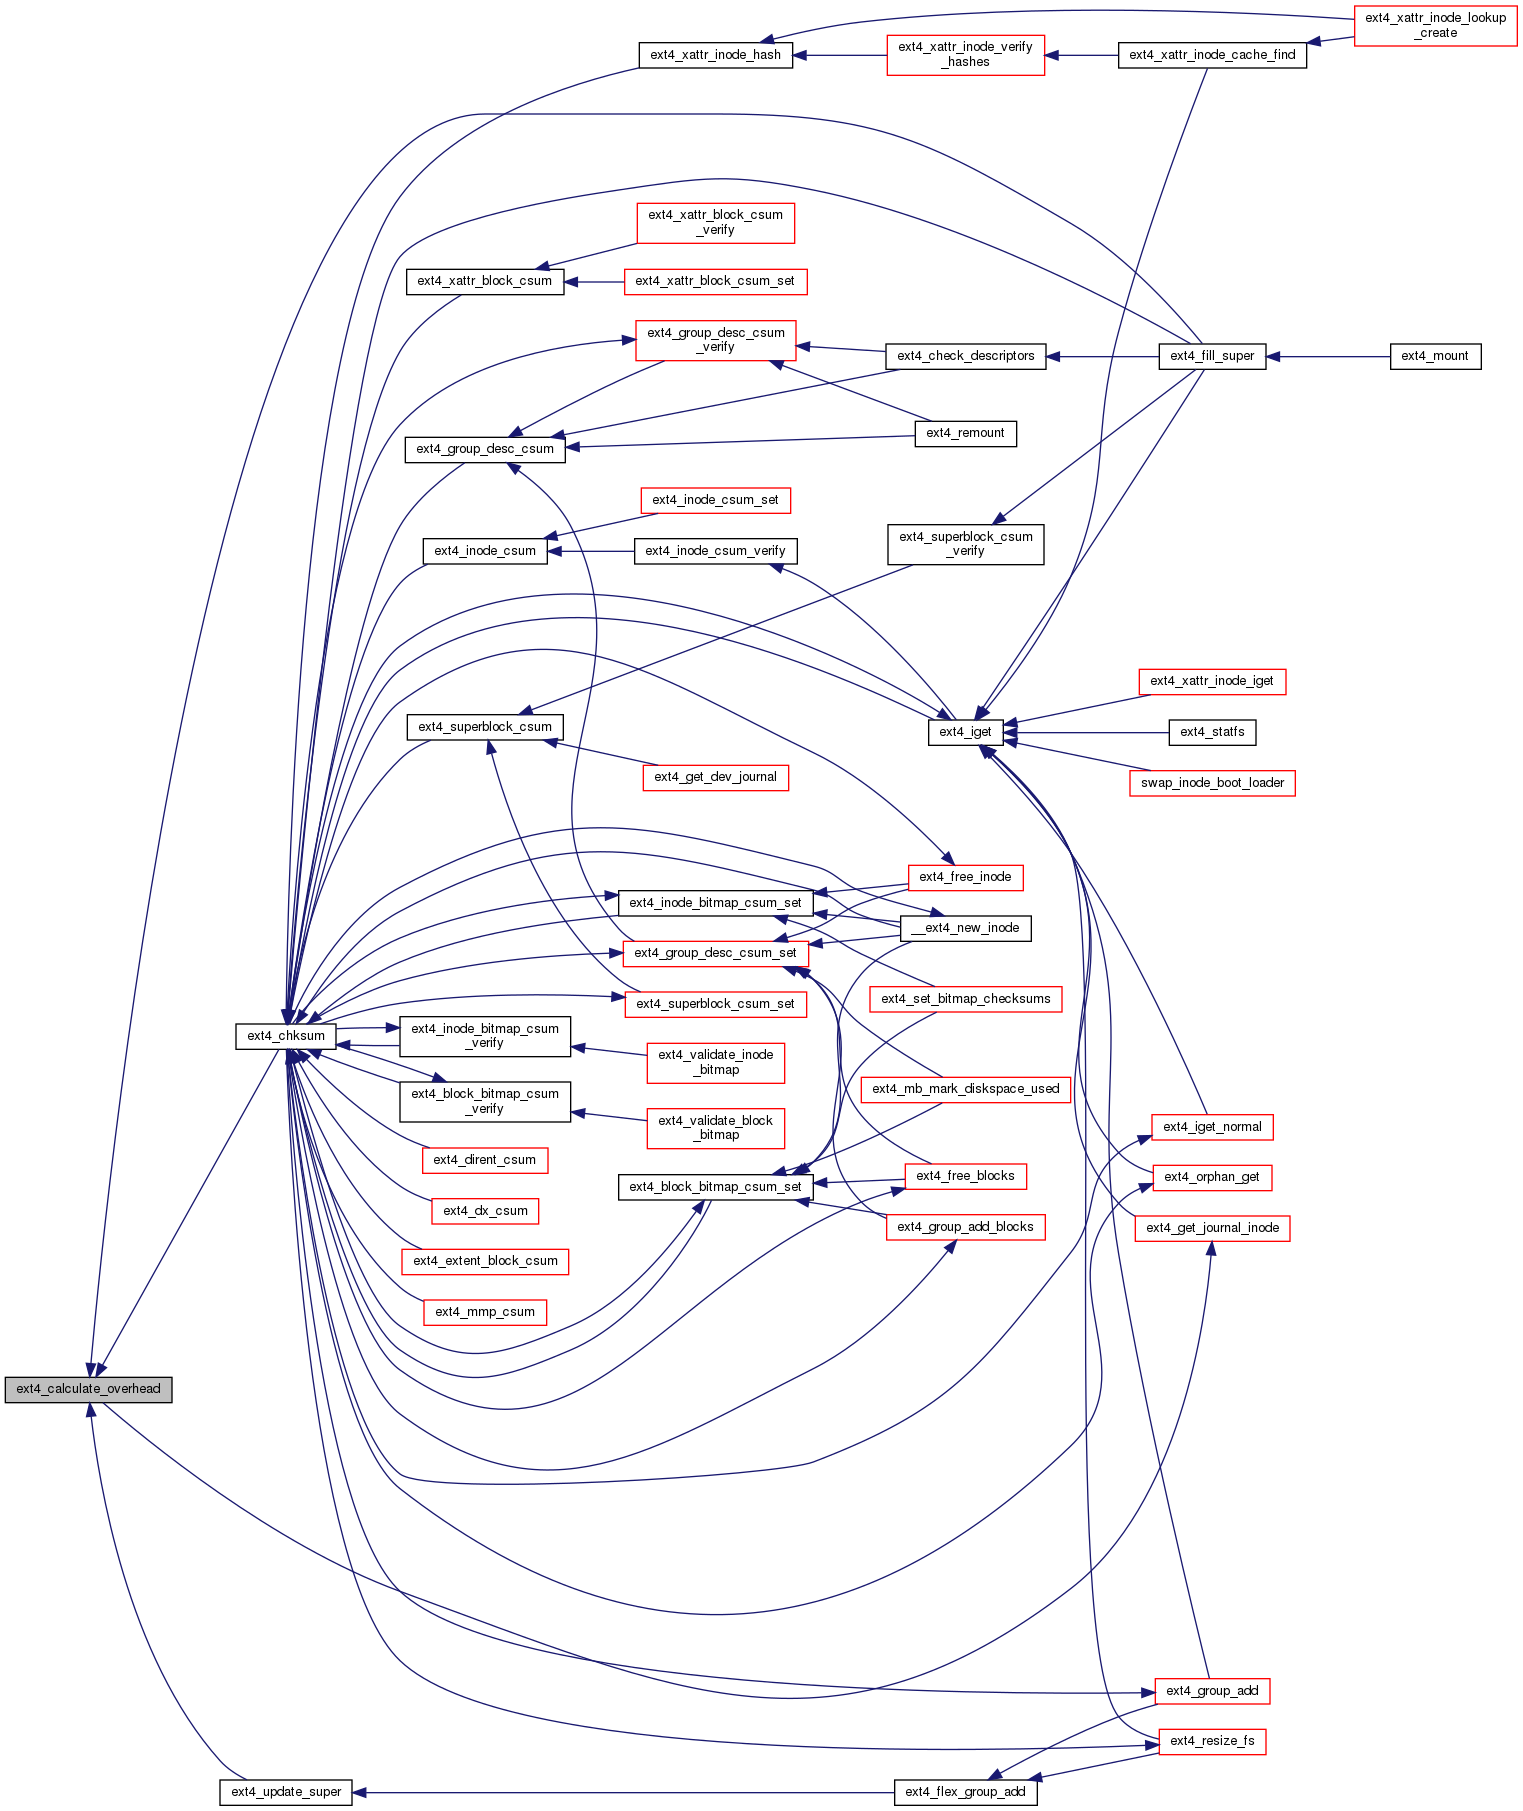 ext4_xattr_inode_lookup
_create
ext4_xattr_inode_hash
ext4_xattr_inode_verify
_hashes
ext4_xattr_inode_cache_find
ext4_xattr_block_csum
_verify
ext4_xattr_block_csum
ext4_xattr_block_csum_set
ext4_group_desc_csum
_verify
ext4_check_descriptors
ext4_fill_super
ext4_mount
ext4_group_desc_csum
ext4_remount
ext4_inode_csum_set
ext4_inode_csum
ext4_inode_csum_verify
ext4_superblock_csum
_verify
ext4_xattr_inode_iget
ext4_superblock_csum
ext4_iget
ext4_statfs
ext4_get_dev_journal
swap_inode_boot_loader
ext4_free_inode
ext4_inode_bitmap_csum_set
__ext4_new_inode
ext4_group_desc_csum_set
ext4_superblock_csum_set
ext4_set_bitmap_checksums
ext4_chksum
ext4_inode_bitmap_csum
_verify
ext4_validate_inode
_bitmap
ext4_block_bitmap_csum
_verify
ext4_mb_mark_diskspace_used
ext4_validate_block
_bitmap
ext4_iget_normal
ext4_dirent_csum
ext4_block_bitmap_csum_set
ext4_free_blocks
ext4_orphan_get
ext4_dx_csum
ext4_group_add_blocks
ext4_get_journal_inode
ext4_extent_block_csum
ext4_mmp_csum
ext4_calculate_overhead
ext4_group_add
ext4_resize_fs
ext4_update_super
ext4_flex_group_add